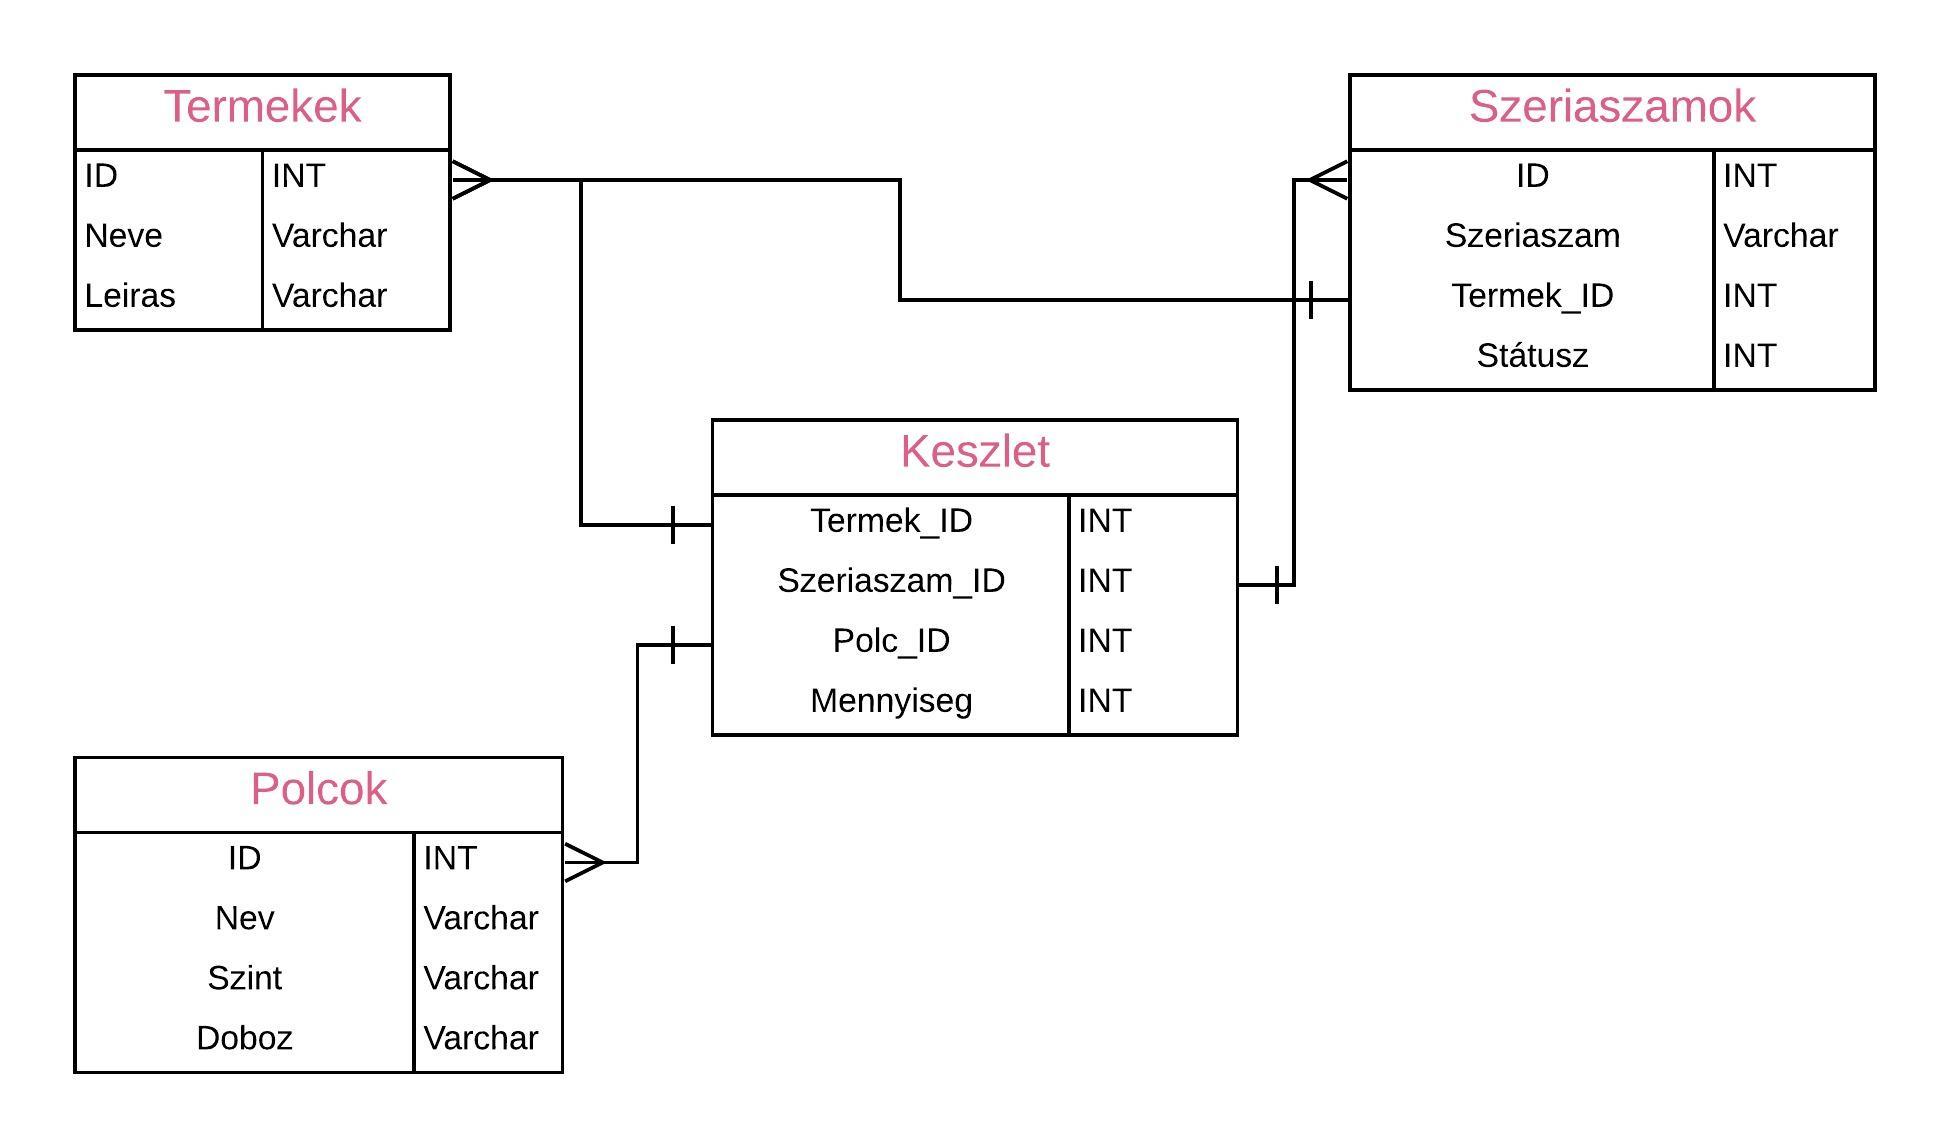 Termekek
ID INT
Neve Varchar
Leiras Varchar
Szeriaszamok
ID INT
Szeriaszam Varchar
Termek_ID INT
Státusz INT
Keszlet
Termek_ID INT
Szeriaszam_ID INT
Polc_ID INT
Mennyiseg INT
Polcok
ID INT
Nev Varchar
Szint Varchar
Doboz Varchar